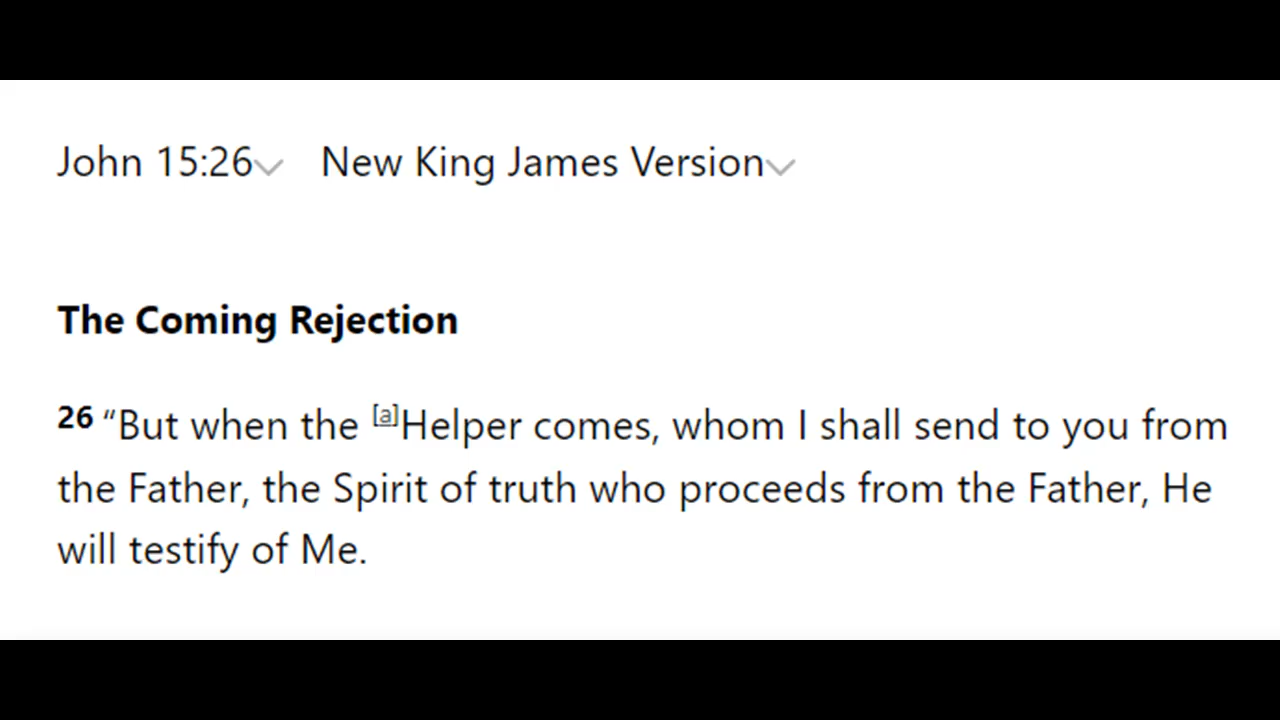 John 15:26 New King James Version
The Coming Rejection
26 “But when the [a]Helper comes, whom I shall send to you from
the Father, the Spirit of truth who proceeds from the Father, He
will testify of Me.